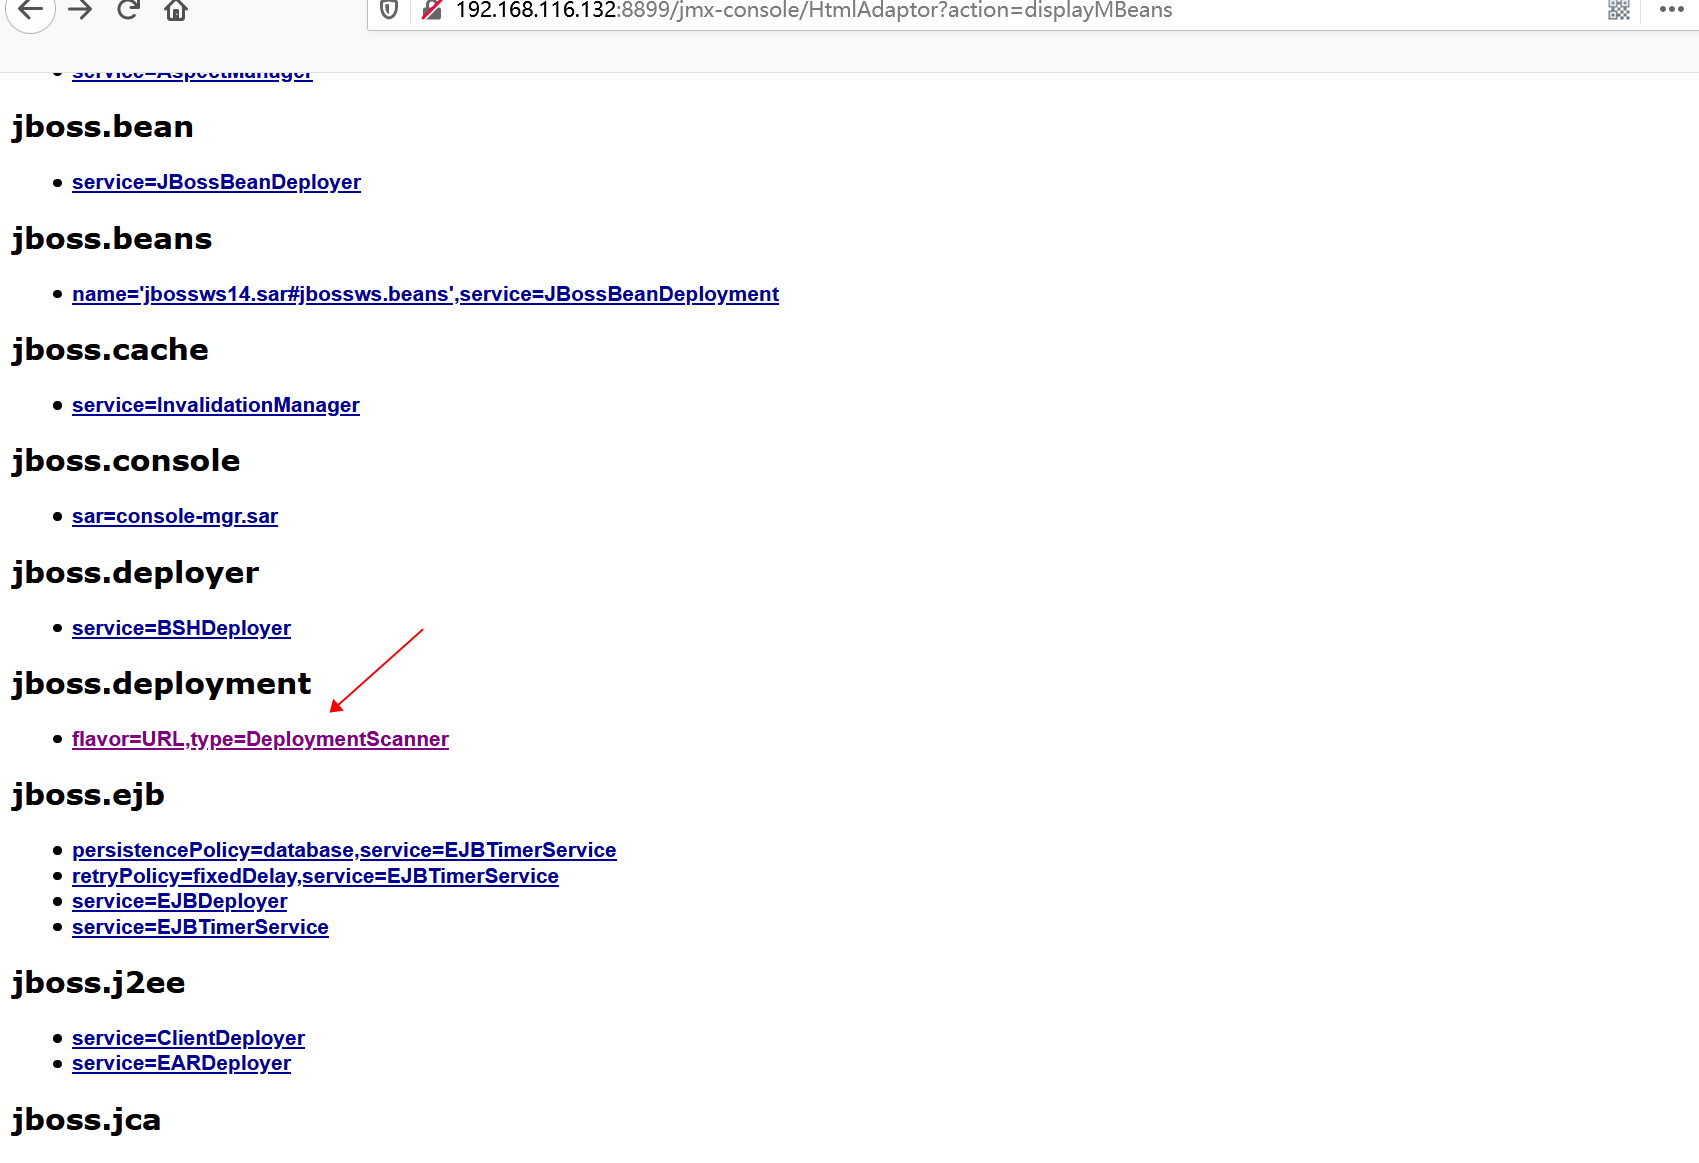 192.168.116.132:8899/jmx-console/HtmlAdaptor?action=displayMBeans
service=AspectManager
jboss.bean
service=JBossBeanDeployer
jboss.beans
name='jbossws14.sar#jbossws.beans',service=JBossBeanDeployment
jboss.cache
service=InvalidationManager
jboss.console
sar=console-mgr.sar
jboss.deployer
service=BSHDeployer
jboss.deployment
flavor=URL,type=DeploymentScanner
jboss.ejb
persistencePolicy=database,service=EJBTimerService
retryPolicy=fixedDelay,service=EJBTimerService
service=EJBDeployer
service=EJBTimerService
jboss.j2ee
service=ClientDeployer
service=EARDeployer
jboss.jca